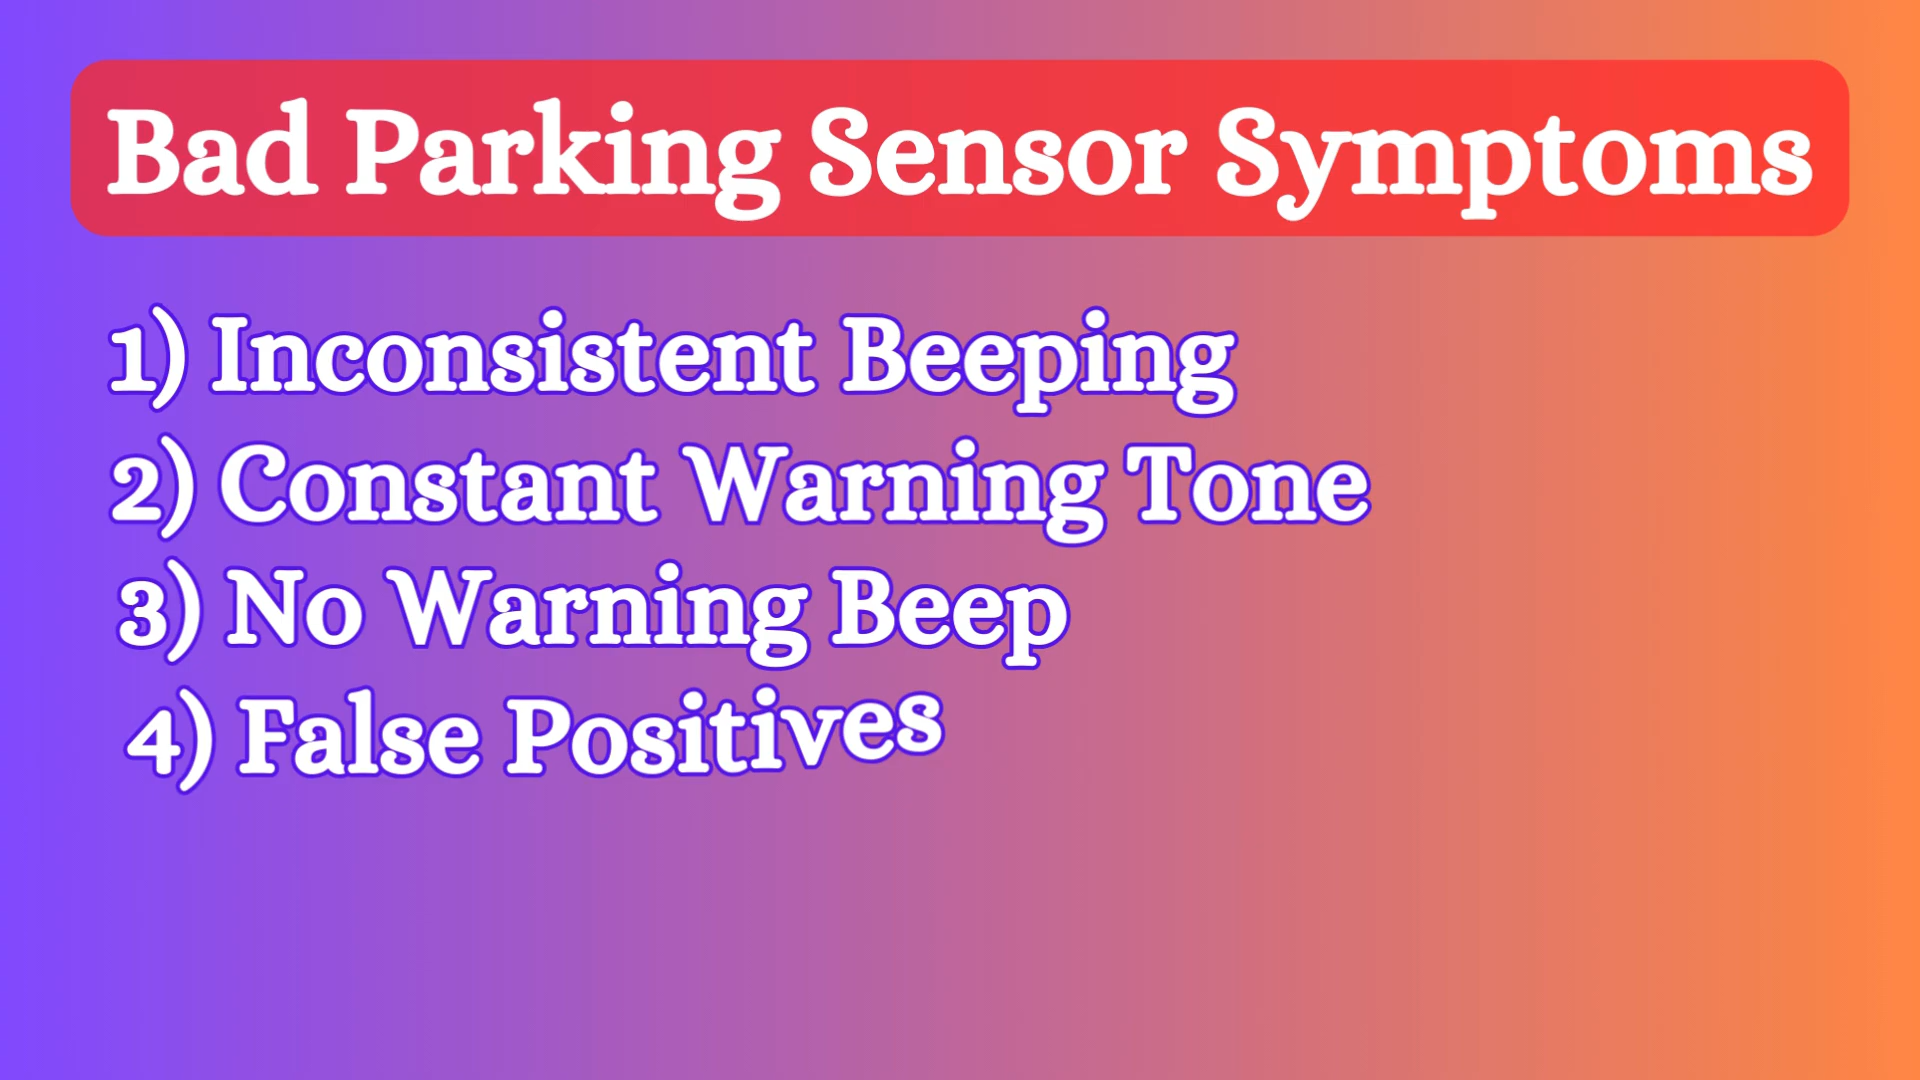 Bad Parking Sensor Symptoms
1) Inconsistent Beeping
2) Constant Warning Tone
3) No Warning Beep
4) False Positives